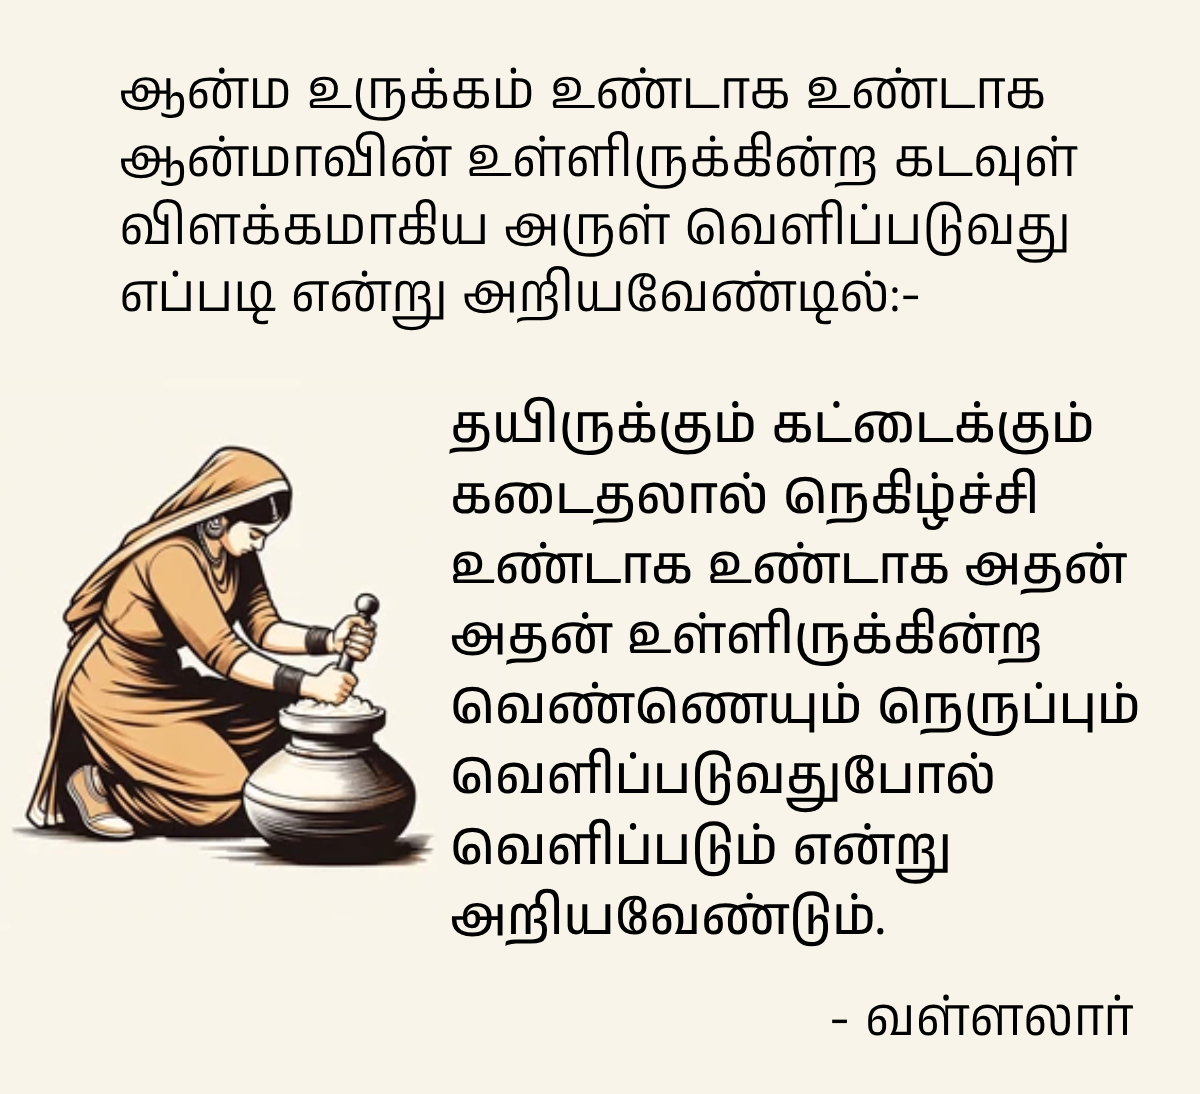 ஆன்ம உருக்கம் உண்டாக உண்டாக
ஆன்மாவின் உள்ளிருக்கின்ற கடவுள்
விளக்கமாகிய அருள் வெளிப்படுவது
எப்படி என்று அறியவேண்டில்:-
தயிருக்கும் கட்டைக்கும்
கடைதலால் நெகிழ்ச்சி
உண்டாக உண்டாக அதன்
அதன் உள்ளிருக்கின்ற
வெண்ணெயும் நெருப்பும்
வெளிப்படுவதுபோல்
வெளிப்படும் என்று
அறியவேண்டும்.
- வள்ளலார்